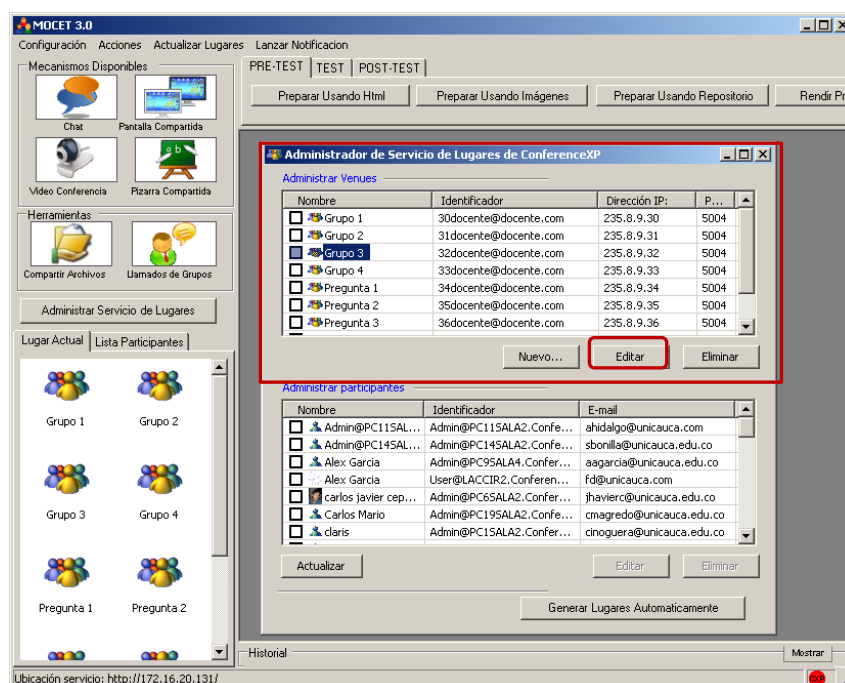 MOCET 3.0
Configuración Acciones Actualizar Lugares Lanzar Notificacion
Mecanismos Disponibles
Chat Pantalla Compartida
Video Conferencia Pizarra Compartida
Herramientas
Compartir Archivos Llamados de Grupos
Administrar Servicio de Lugares
Lugar Actual Lista Participantes
Grupo 1 Grupo 2
Grupo 3 Grupo 4
Pregunta 1 Pregunta 2
PRE-TEST TEST POST-TEST
Preparar Usando Html Preparar Usando Imágenes Preparar Usando Repositorio Rendir Pr
Administrador de Servicio de Lugares de ConferenceXP
Administrar Venues
Nombre Identificador Dirección IP: P...
Grupo 1 30docente@docente.com 235.8.9.30 5004
Grupo 2 31docente@docente.com 235.8.9.31 5004
Grupo 3 32docente@docente.com 235.8.9.32 5004
Grupo 4 33docente@docente.com 235.8.9.33 5004
Pregunta 1 34docente@docente.com 235.8.9.34 5004
Pregunta 2 35docente@docente.com 235.8.9.35 5004
Pregunta 3 36docente@docente.com 235.8.9.36 5004
Nuevo... Editar Eliminar
Administrar participantes
Nombre Identificador E-mail
Admin@PC11SAL... Admin@PC11SALA2.Confe... ahidalgo@unicauca.com
Admin@PC14SAL... Admin@PC14SALA2.Confe... sbonilla@unicauca.edu.co
Alex Garcia Admin@PC9SALA4.Confer... aagarcia@unicauca.edu.co
Alex Garcia User@LACCIR2.Conferen... fd@unicauca.com
carlos javier cep... Admin@PC6SALA2.Confer... jhavierc@unicauca.edu.co
Carlos Mario Admin@PC19SALA2.Confe... cmagredo@unicauca.edu.co
claris Admin@PC1SALA2.Confer... cinoguera@unicauca.edu.co
Actualizar Editar Eliminar
Generar Lugares Automaticamente
Historial Mostrar
Ubicación servicio: http://172.16.20.131/
CXP